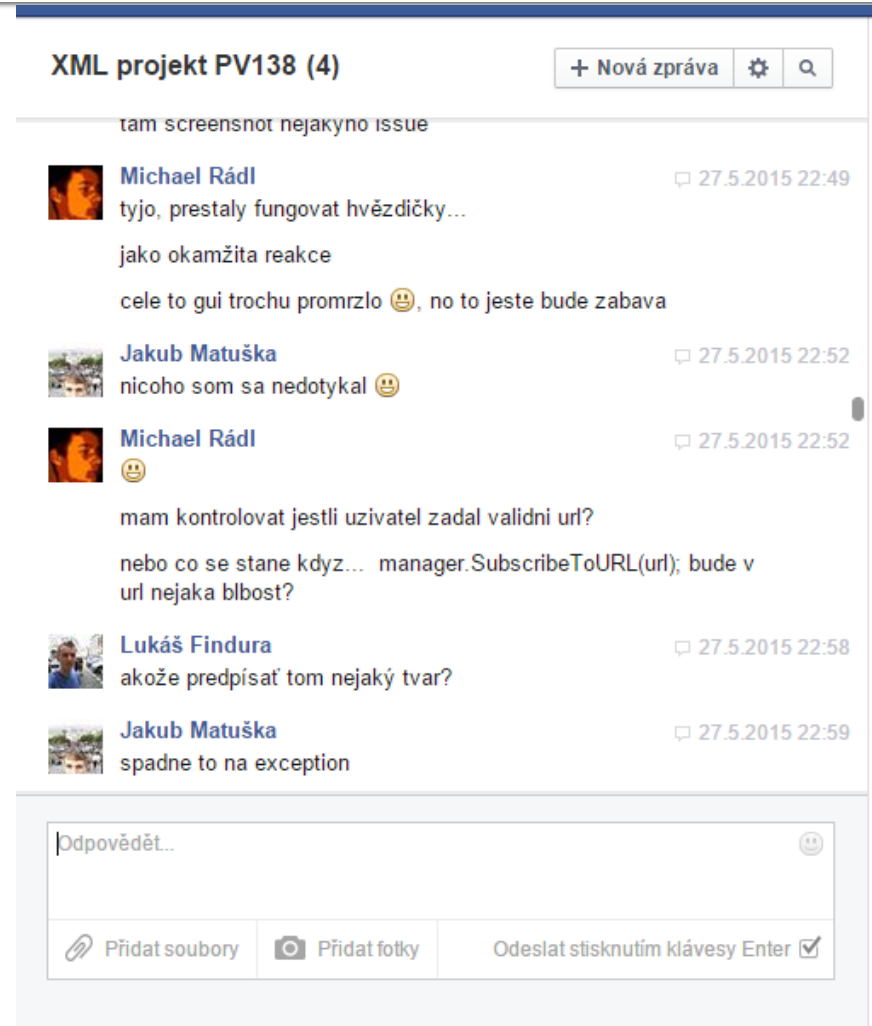 XML projekt PV138 (4)
+ Nová zpráva
tam screenshot nejakyho issue
Michael Rádl
27.5.2015 22:49
tyjo, prestaly fungovat hvězdičky...
jako okamžita reakce
cele to gui trochu promrzlo 😃, no to jeste bude zabava
Jakub Matuška
27.5.2015 22:52
nicoho som sa nedotykal 😃
Michael Rádl
27.5.2015 22:52
😃
mam kontrolovat jestli uzivatel zadal validni url?
nebo co se stane kdyz... manager.SubscribeToURL(url); bude v
url nejaka blbost?
Lukáš Findura
27.5.2015 22:58
akože predpísať tom nejaký tvar?
Jakub Matuška
27.5.2015 22:59
spadne to na exception
Odpovědět...
Přidat soubory
Přidat fotky
Odeslat stisknutím klávesy Enter